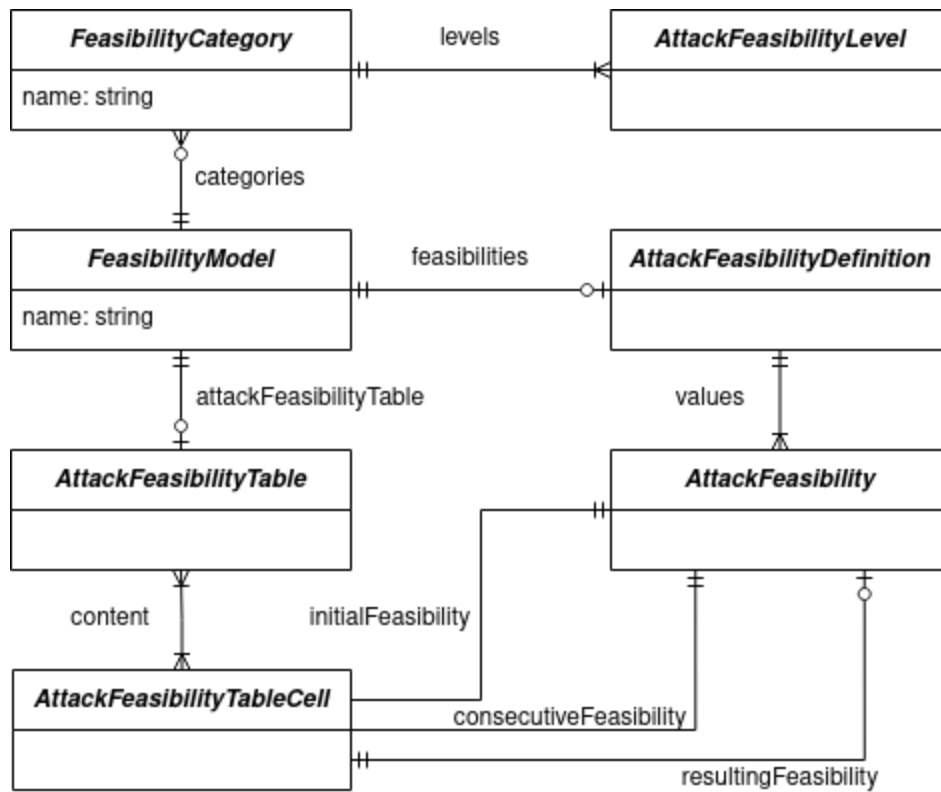 FeasibilityCategory
levels
AttackFeasibilityLevel
name: string
categories
FeasibilityModel
feasibilities
AttackFeasibilityDefinition
name: string
attackFeasibilityTable
values
AttackFeasibilityTable
AttackFeasibility
content
initialFeasibility
AttackFeasibilityTableCell
consecutiveFeasibility
resultingFeasibility